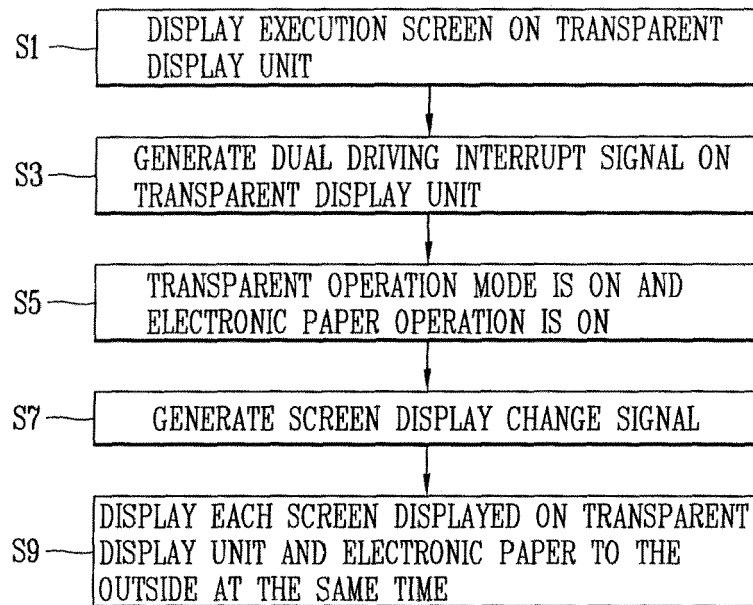 S1
DISPLAY EXECUTION SCREEN ON TRANSPARENT
DISPLAY UNIT
S3
GENERATE DUAL DRIVING INTERRUPT SIGNAL ON
TRANSPARENT DISPLAY UNIT
S5
TRANSPARENT OPERATION MODE IS ON AND
ELECTRONIC PAPER OPERATION IS ON
S7
GENERATE SCREEN DISPLAY CHANGE SIGNAL
S9
DISPLAY EACH SCREEN DISPLAYED ON TRANSPARENT
DISPLAY UNIT AND ELECTRONIC PAPER TO THE
OUTSIDE AT THE SAME TIME